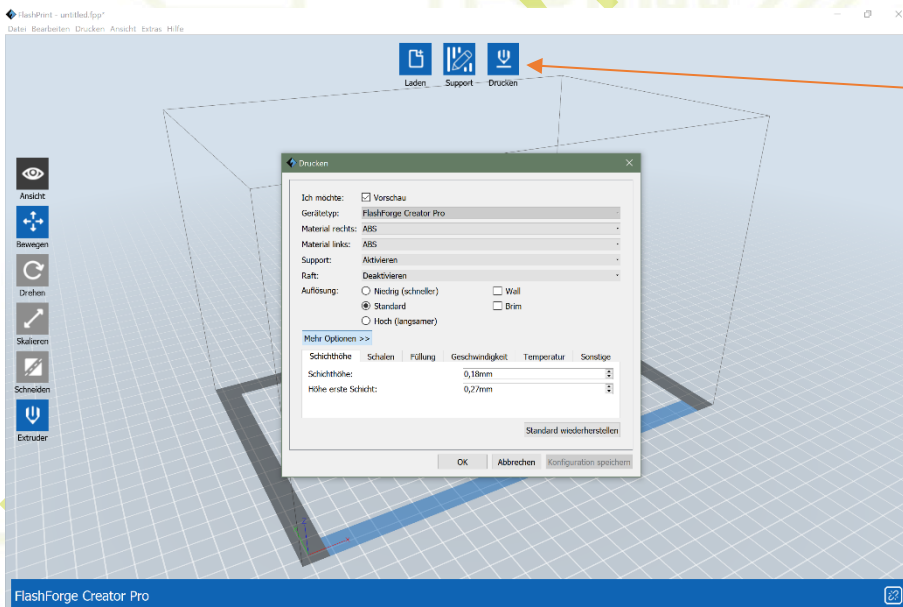 FlashPrint - untitled.fpp*
Datei Bearbeiten Drucken Ansicht Extras Hilfe
Laden Support Drucken
Ansicht
Bewegen
Drehen
Skalieren
Schneiden
Extruder
Drucken
Ich möchte: Vorschau
Gerätetyp: FlashForge Creator Pro
Material rechts: ABS
Material links: ABS
Support: Aktivieren
Raft: Deaktivieren
Auflösung: Niedrig (schneller) Wall
Standard Brim
Hoch (langsamer)
Mehr Optionen >>
Schichthöhe Schalen Füllung Geschwindigkeit Temperatur Sonstige
Schichthöhe: 0,18mm
Höhe erste Schicht: 0,27mm
Standard wiederherstellen
OK Abbrechen Konfiguration speichern
FlashForge Creator Pro